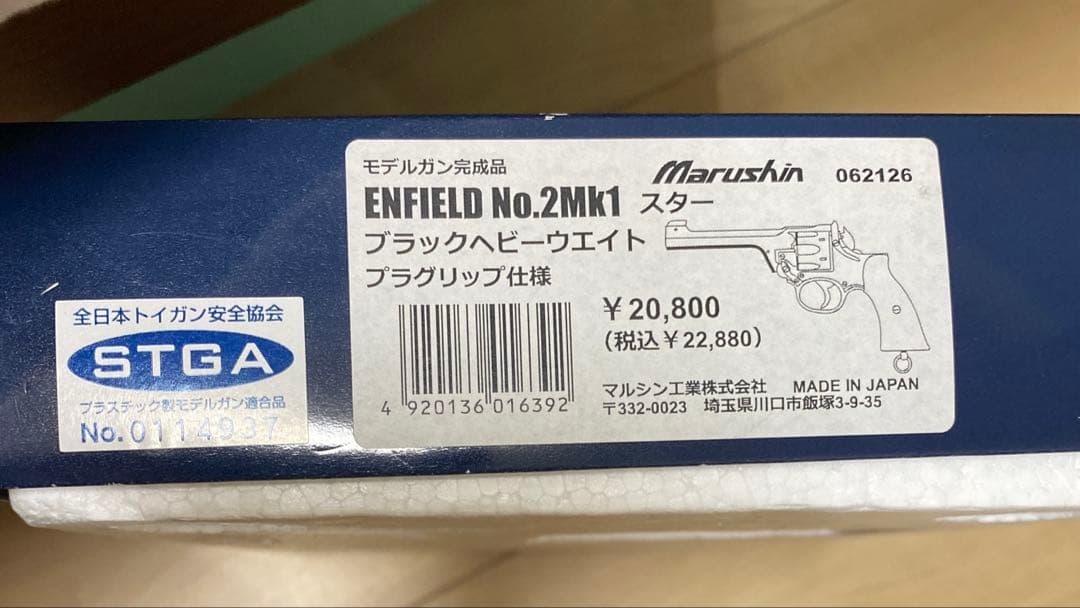 モデルガン完成品
Marushin 062126
ENFIELD No.2Mk1 スター
ブラックヘビーウエイト
プラグリップ仕様
¥20,800
(税込¥22,880)
4 920136 016392
マルシン工業株式会社 MADE IN JAPAN
〒332-0023 埼玉県川口市飯塚3-9-35
全日本トイガン安全協会
STGA
プラスチック製モデルガン適合品
No.0114937